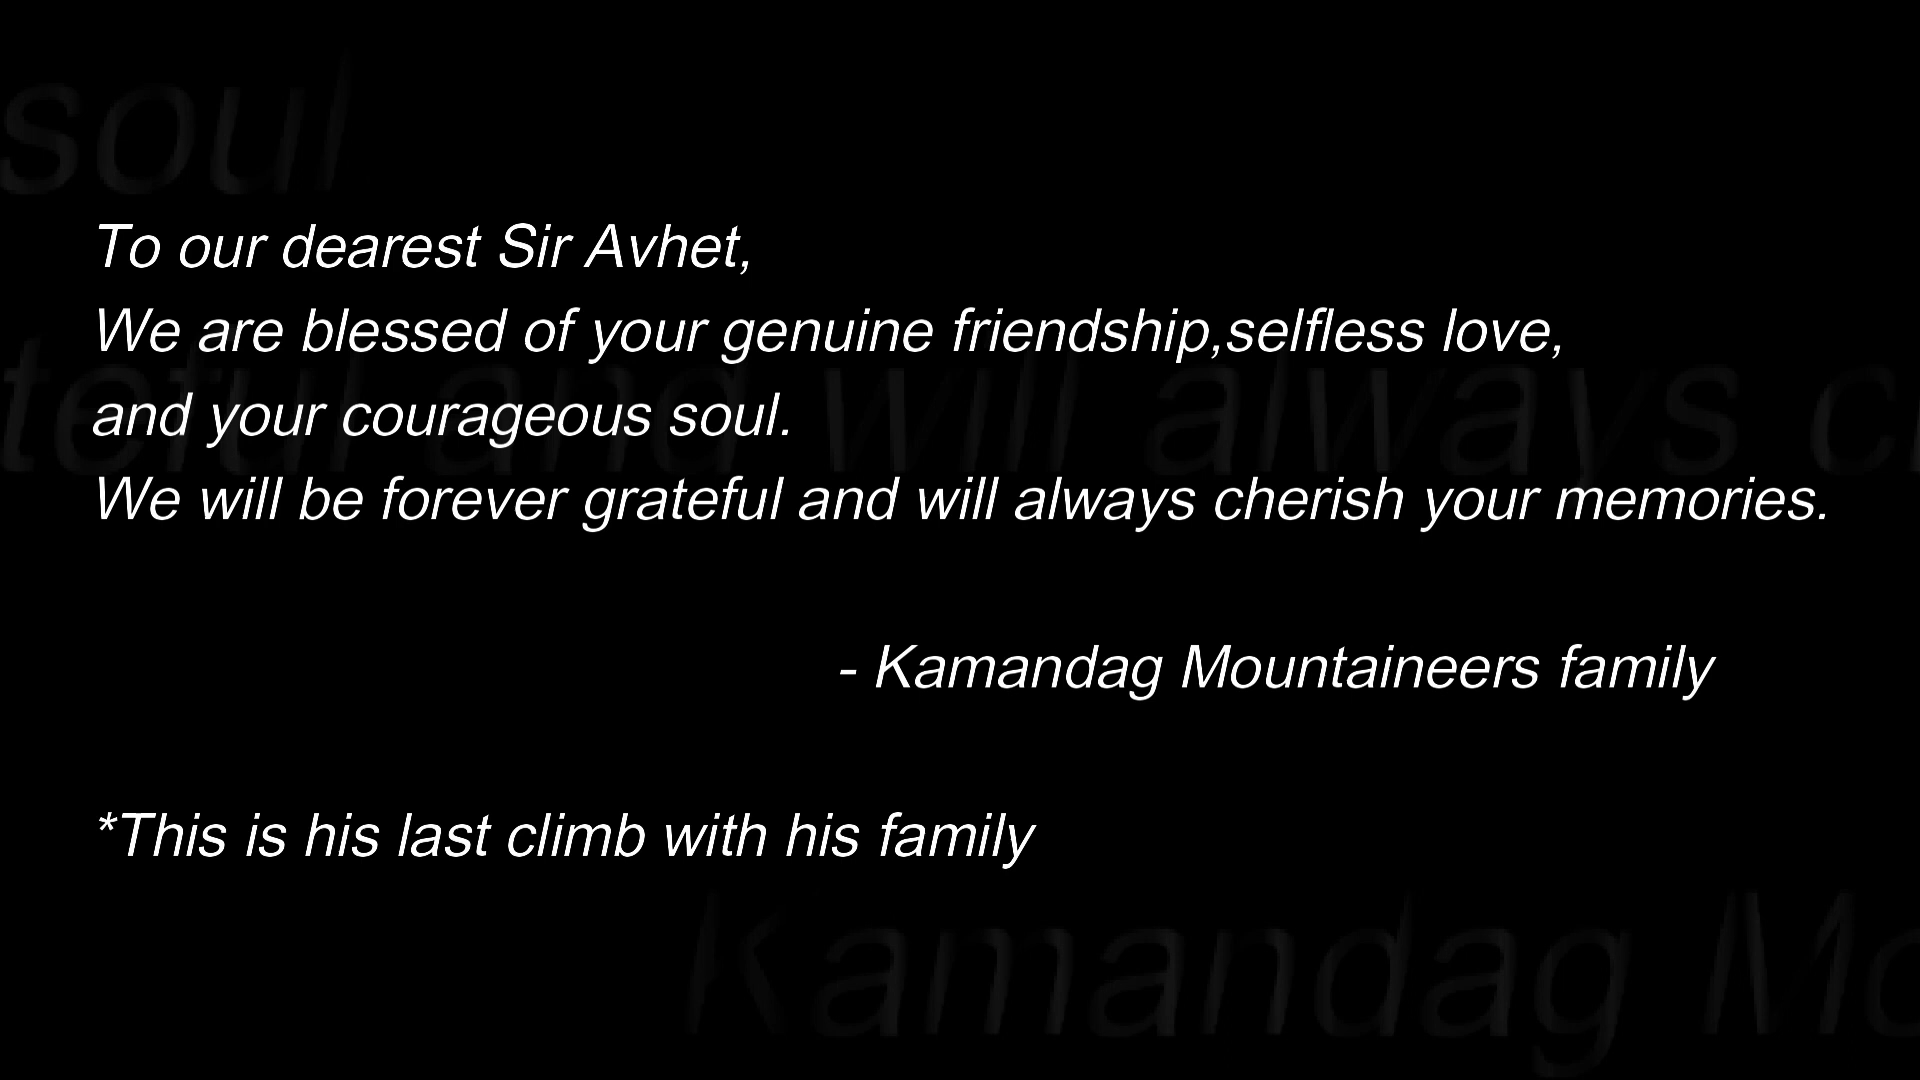 To our dearest Sir Avhet,
We are blessed of your genuine friendship,selfless love,
and your courageous soul.
We will be forever grateful and will always cherish your memories.
- Kamandag Mountaineers family
*This is his last climb with his family